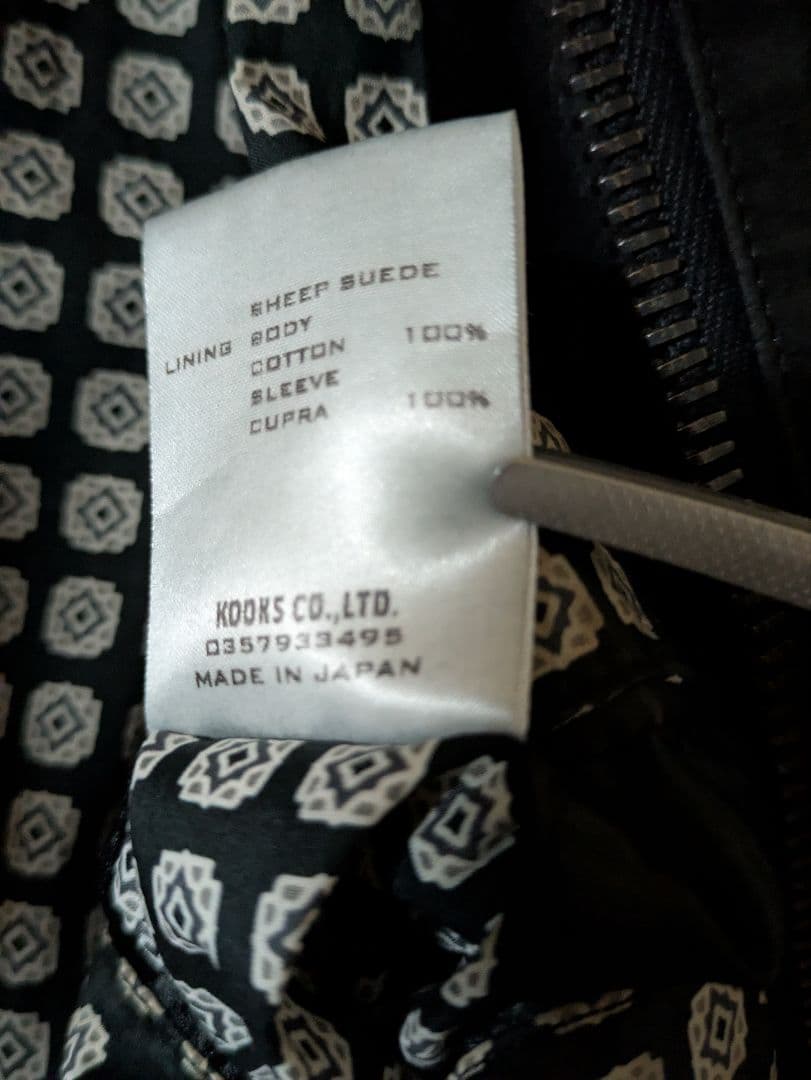 SHEEP SUEDE
LINING BODY
COTTON 100%
SLEEVE
CUPRA 100%
KOOKS CO.,LTD.
0357933495
MADE IN JAPAN